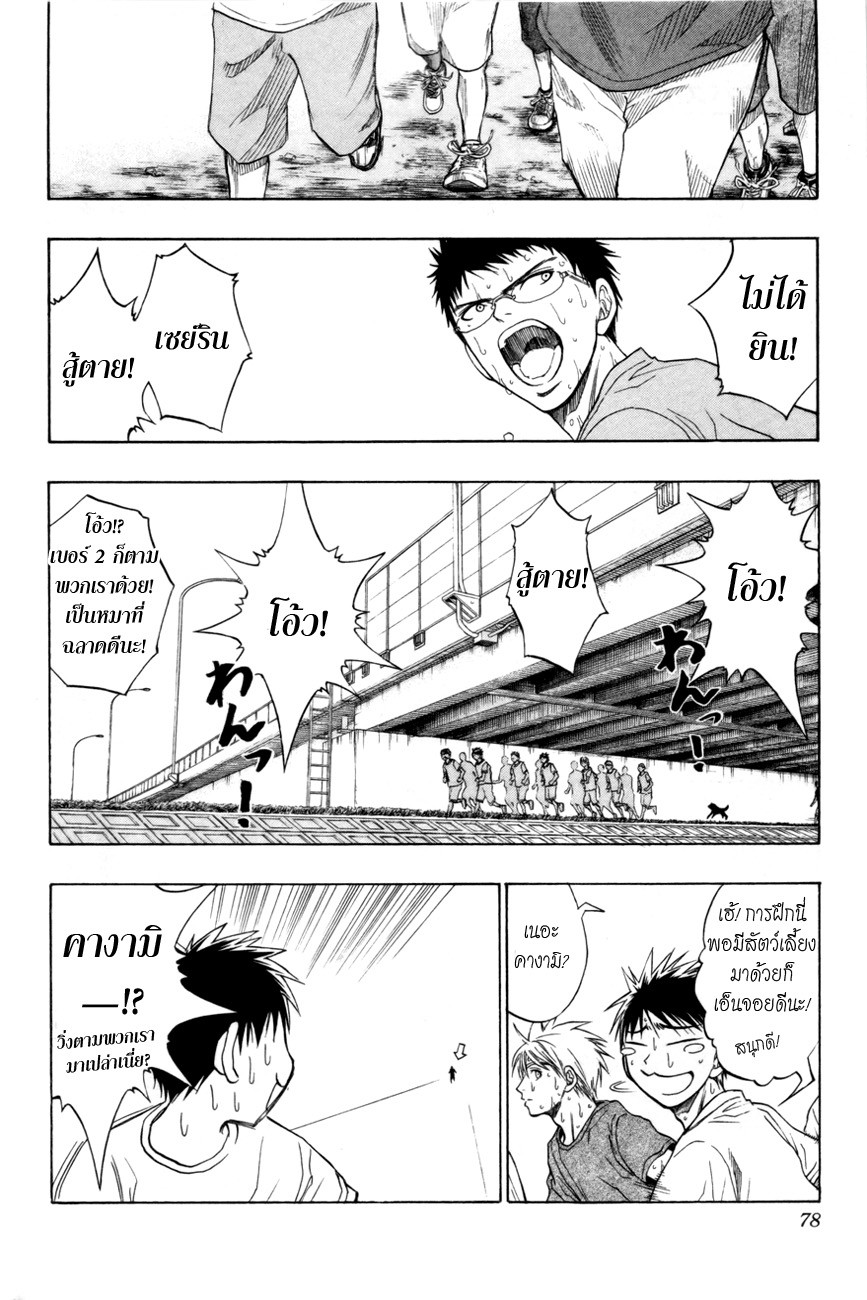 ไม่ได้
ยิน!
เซย์ริน
สู้ตาย!
โอ้ว!
わんっ!
สู้ตาย!
โอ้ว!
わんっ!
โอ้ว!?
เบอร์ 2 ก็ตาม
พวกเราด้วย!
เป็นหมาที่
ฉลาดดีนะ!
เฮ้! การฝึกนี่
พอมีสัตว์เลี้ยง
มาด้วยก็
เอ็นจอยดีนะ!
สนุกดี!
เนอะ
คางามิ?
คางามิ
—!?
วิ่งตามพวกเรา
มาเปล่าเนี่ย?
78